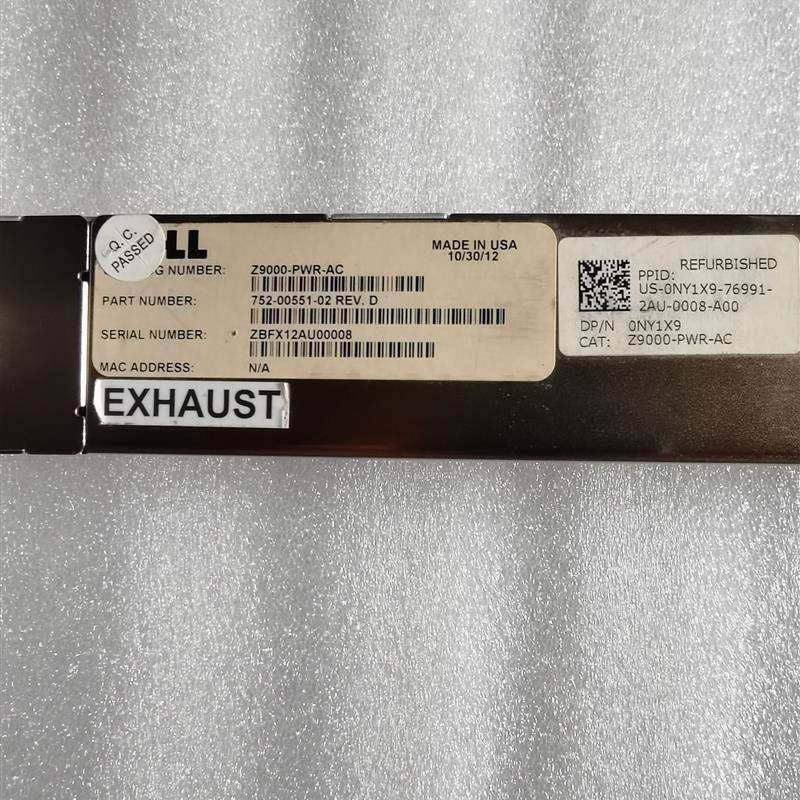 Q.C.
PASSED
LL
MADE IN USA
10/30/12
G NUMBER: Z9000-PWR-AC
PART NUMBER: 752-00551-02 REV. D
SERIAL NUMBER: ZBFX12AU00008
MAC ADDRESS: N/A
EXHAUST
REFURBISHED
PPID:
US-0NY1X9-76991-
2AU-0008-A00
DP/N 0NY1X9
CAT: Z9000-PWR-AC